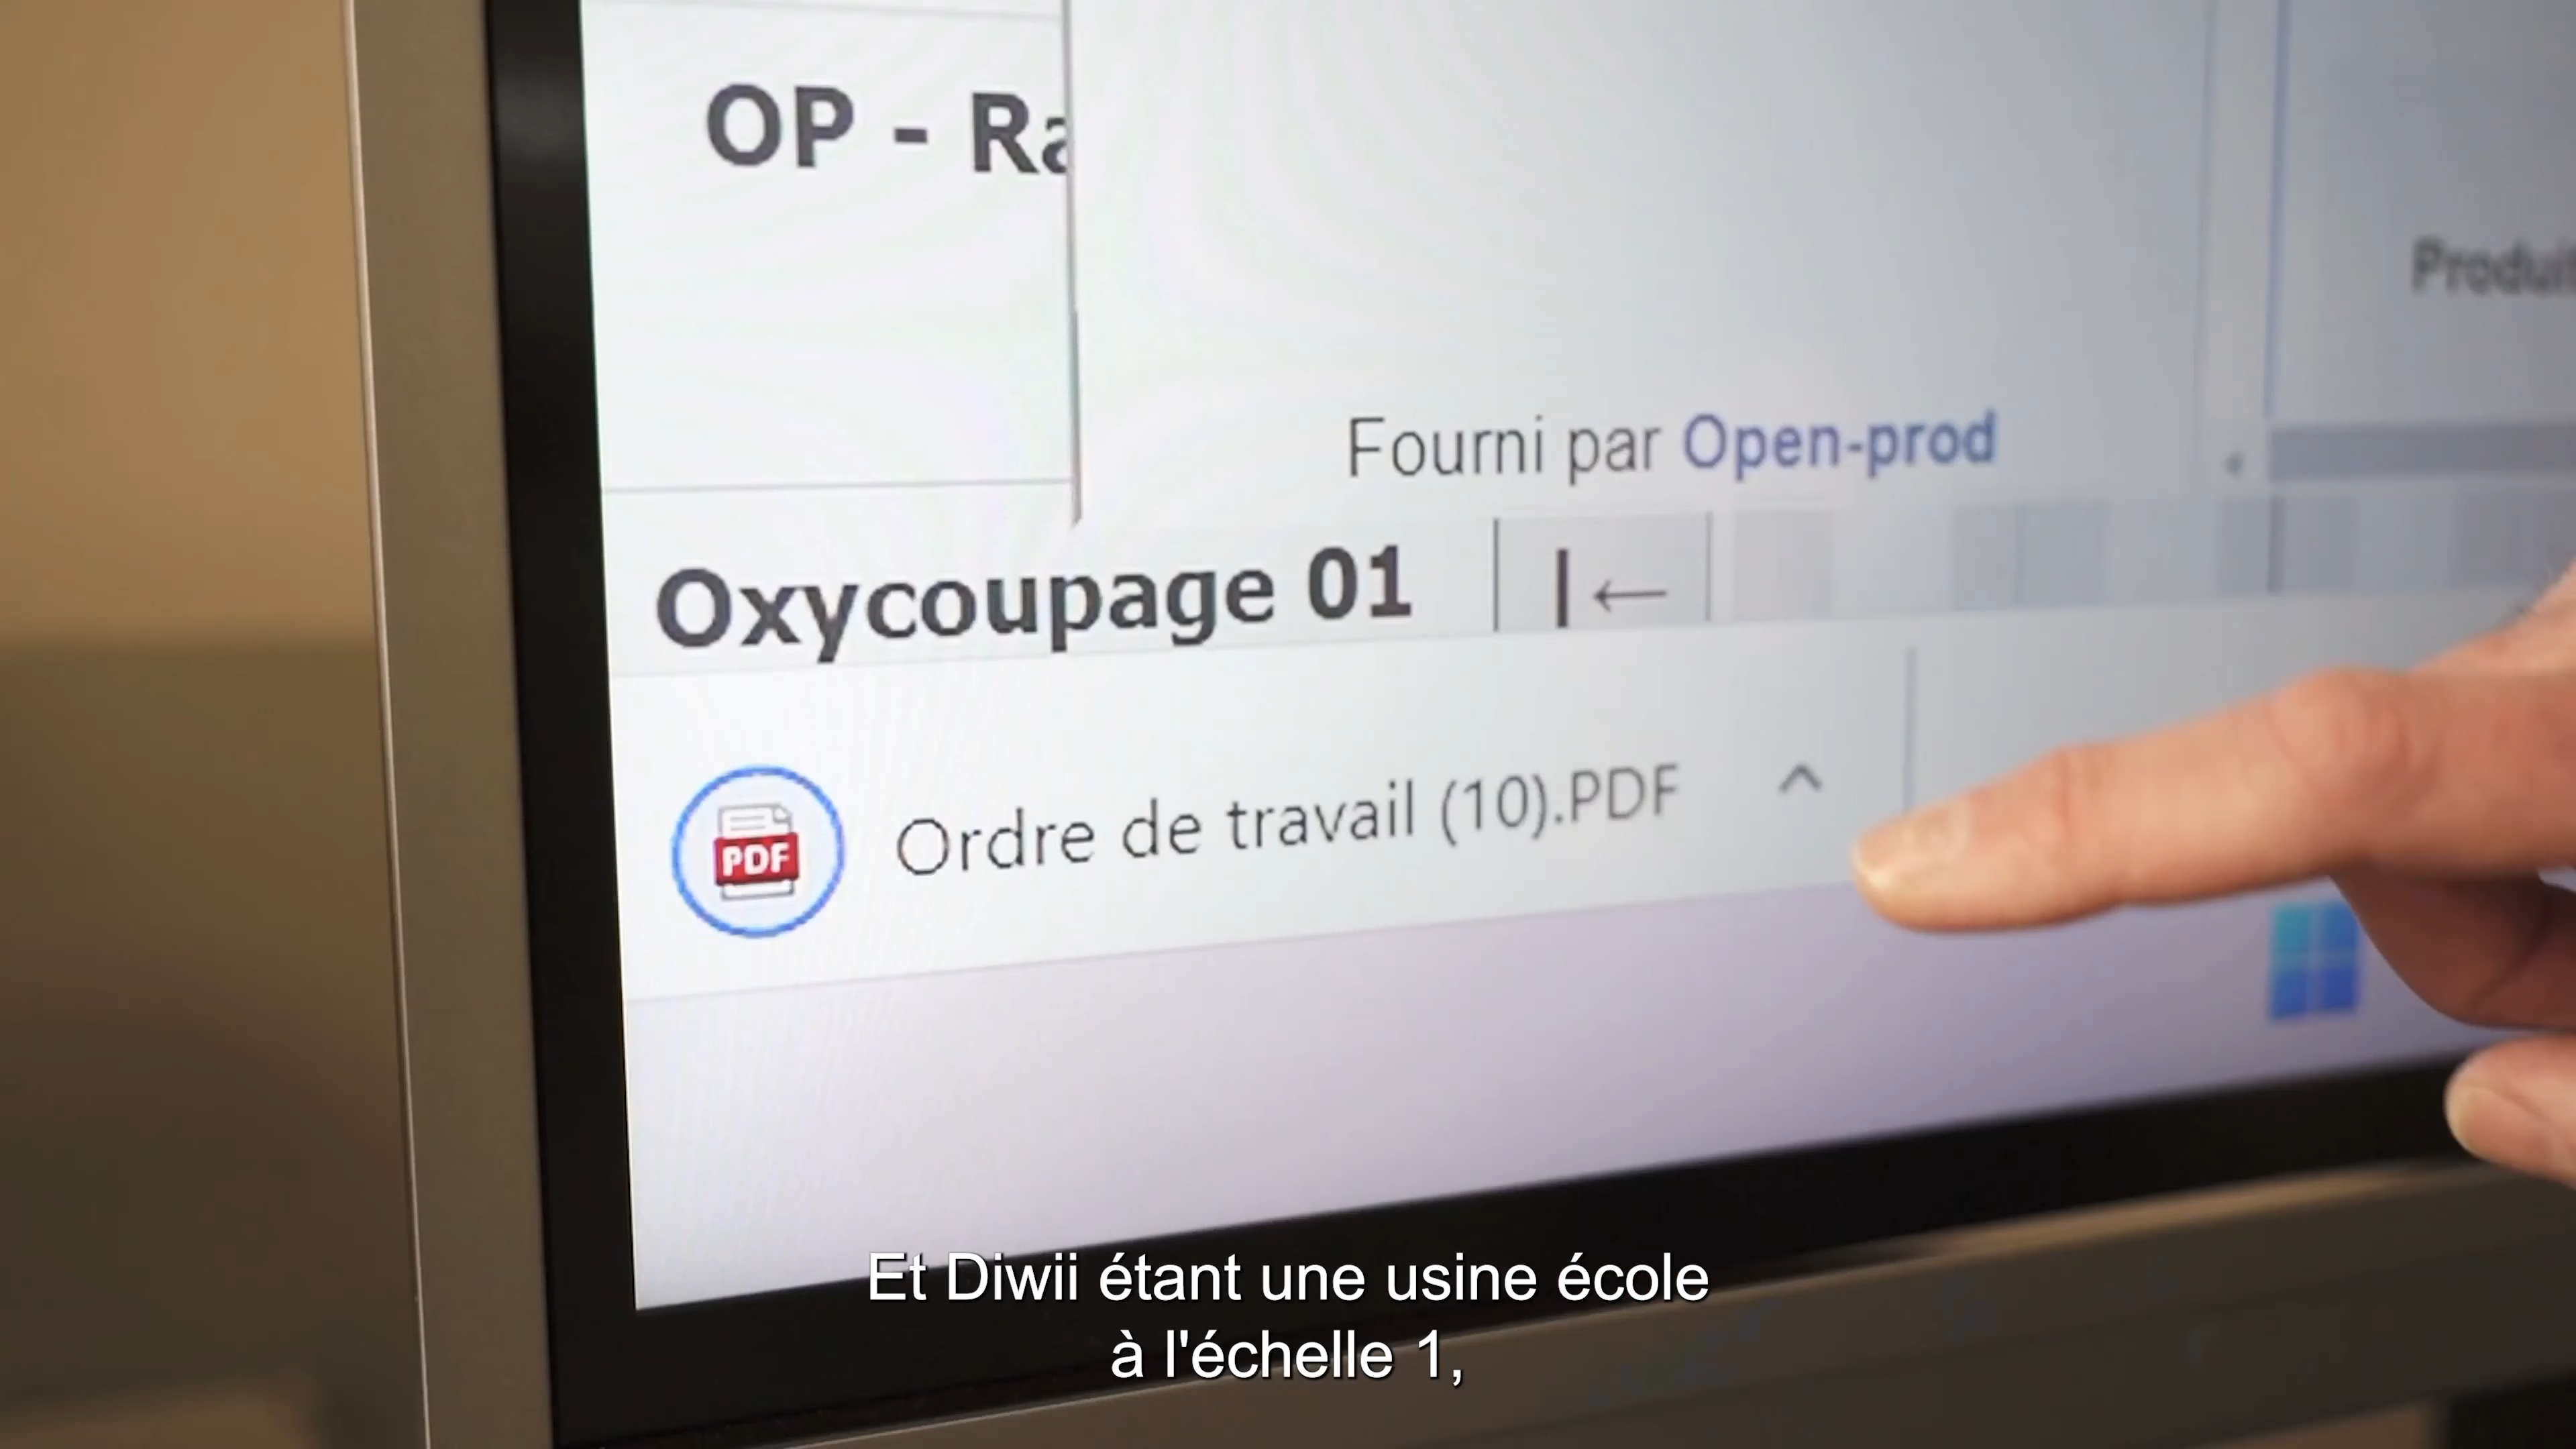 OP - Ra
Produit
Fourni par Open-prod
Oxycoupage 01
PDF
Ordre de travail (10).PDF
Et Diwii étant une usine école
à l'échelle 1,